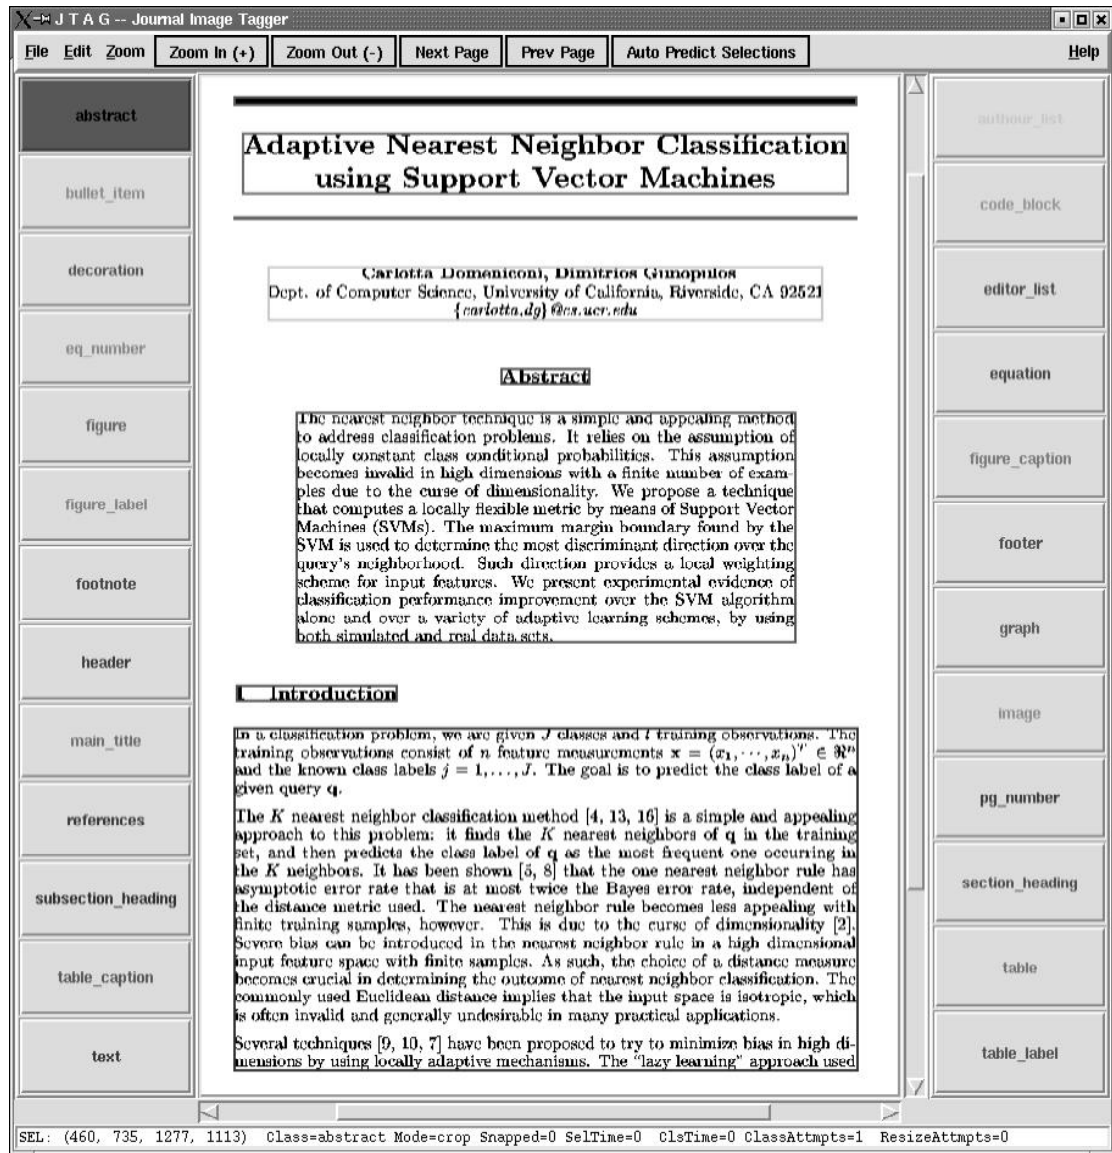 J T A G -- Journal Image Tagger
File Edit Zoom Zoom In (+) Zoom Out (-) Next Page Prev Page Auto Predict Selections Help
abstract
bullet_item
decoration
eq_number
figure
figure_label
footnote
header
main_title
references
subsection_heading
table_caption
text
Adaptive Nearest Neighbor Classification
using Support Vector Machines
Carlotta Domeniconi, Dimitrios Gunopulos
Dept. of Computer Science, University of California, Riverside, CA 92521
{carlotta,dg}@cs.ucr.edu
Abstract
The nearest neighbor technique is a simple and appealing method
to address classification problems. It relies on the assumption of
locally constant class conditional probabilities. This assumption
becomes invalid in high dimensions with a finite number of exam-
ples due to the curse of dimensionality. We propose a technique
that computes a locally flexible metric by means of Support Vector
Machines (SVMs). The maximum margin boundary found by the
SVM is used to determine the most discriminant direction over the
query's neighborhood. Such direction provides a local weighting
scheme for input features. We present experimental evidence of
classification performance improvement over the SVM algorithm
alone and over a variety of adaptive learning schemes, by using
both simulated and real data sets.
1 Introduction
In a classification problem, we are given J classes and l training observations. The
training observations consist of n feature measurements x = (x₁, ⋯, xₙ)ᵀ ∈ ℜⁿ
and the known class labels j = 1, . . . , J. The goal is to predict the class label of a
given query q.
The K nearest neighbor classification method [4, 13, 16] is a simple and appealing
approach to this problem: it finds the K nearest neighbors of q in the training
set, and then predicts the class label of q as the most frequent one occurring in
the K neighbors. It has been shown [5, 8] that the one nearest neighbor rule has
asymptotic error rate that is at most twice the Bayes error rate, independent of
the distance metric used. The nearest neighbor rule becomes less appealing with
finite training samples, however. This is due to the curse of dimensionality [2].
Severe bias can be introduced in the nearest neighbor rule in a high dimensional
input feature space with finite samples. As such, the choice of a distance measure
becomes crucial in determining the outcome of nearest neighbor classification. The
commonly used Euclidean distance implies that the input space is isotropic, which
is often invalid and generally undesirable in many practical applications.
Several techniques [9, 10, 7] have been proposed to try to minimize bias in high di-
mensions by using locally adaptive mechanisms. The "lazy learning" approach used
authour_list
code_block
editor_list
equation
figure_caption
footer
graph
image
pg_number
section_heading
table
table_label
SEL: (460, 735, 1277, 1113) Class=abstract Mode=crop Snapped=0 SelTime=0 ClsTime=0 ClassAttmpts=1 ResizeAttmpts=0